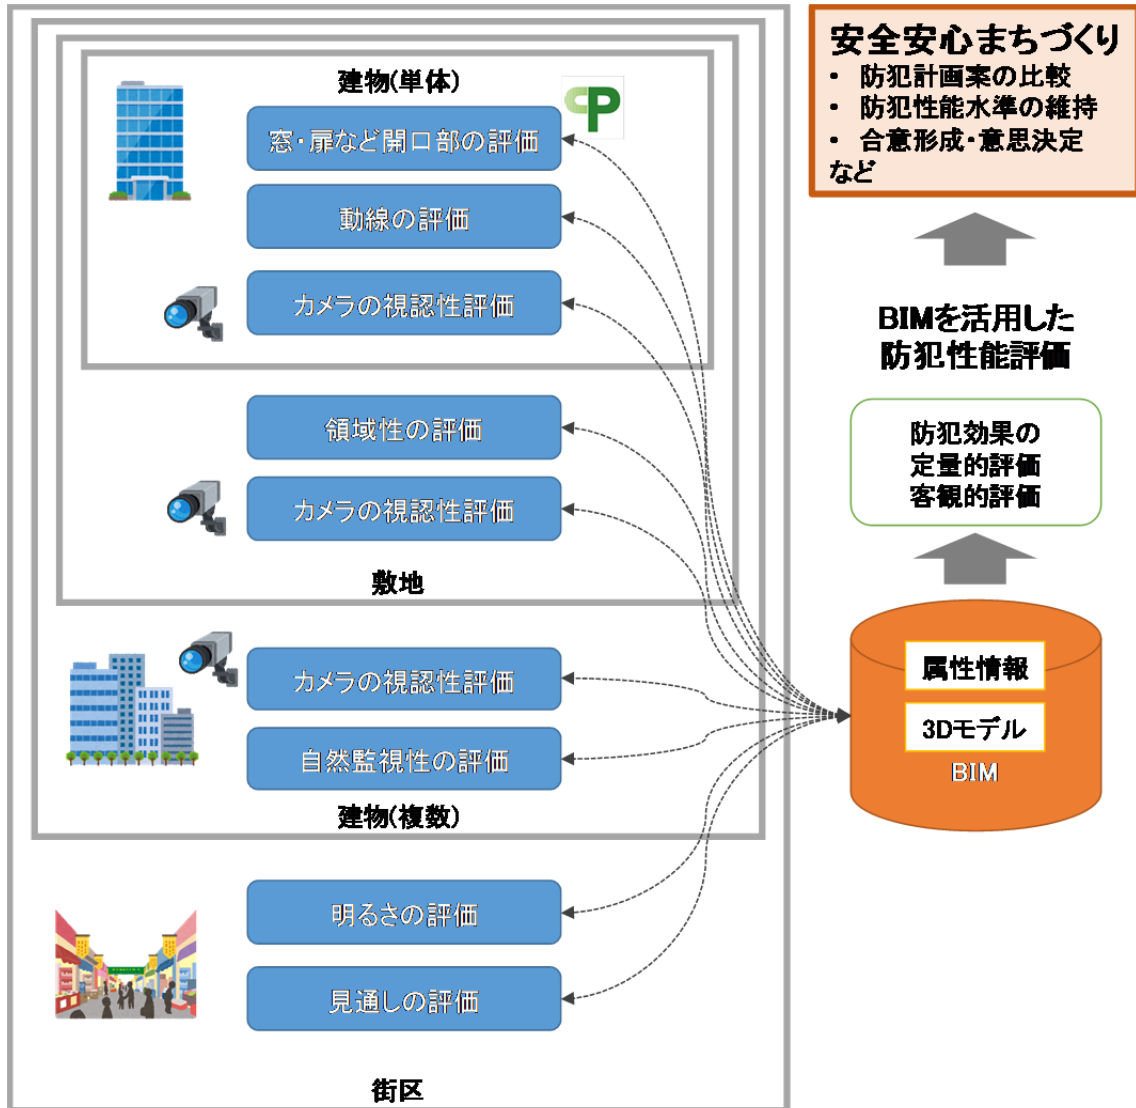 建物(単体)
CP
窓・扉など開口部の評価
動線の評価
カメラの視認性評価
領域性の評価
カメラの視認性評価
敷地
カメラの視認性評価
自然監視性の評価
建物(複数)
明るさの評価
見通しの評価
街区
安全安心まちづくり
・ 防犯計画案の比較
・ 防犯性能水準の維持
・ 合意形成・意思決定
など
BIMを活用した
防犯性能評価
防犯効果の
定量的評価
客観的評価
属性情報
3Dモデル
BIM